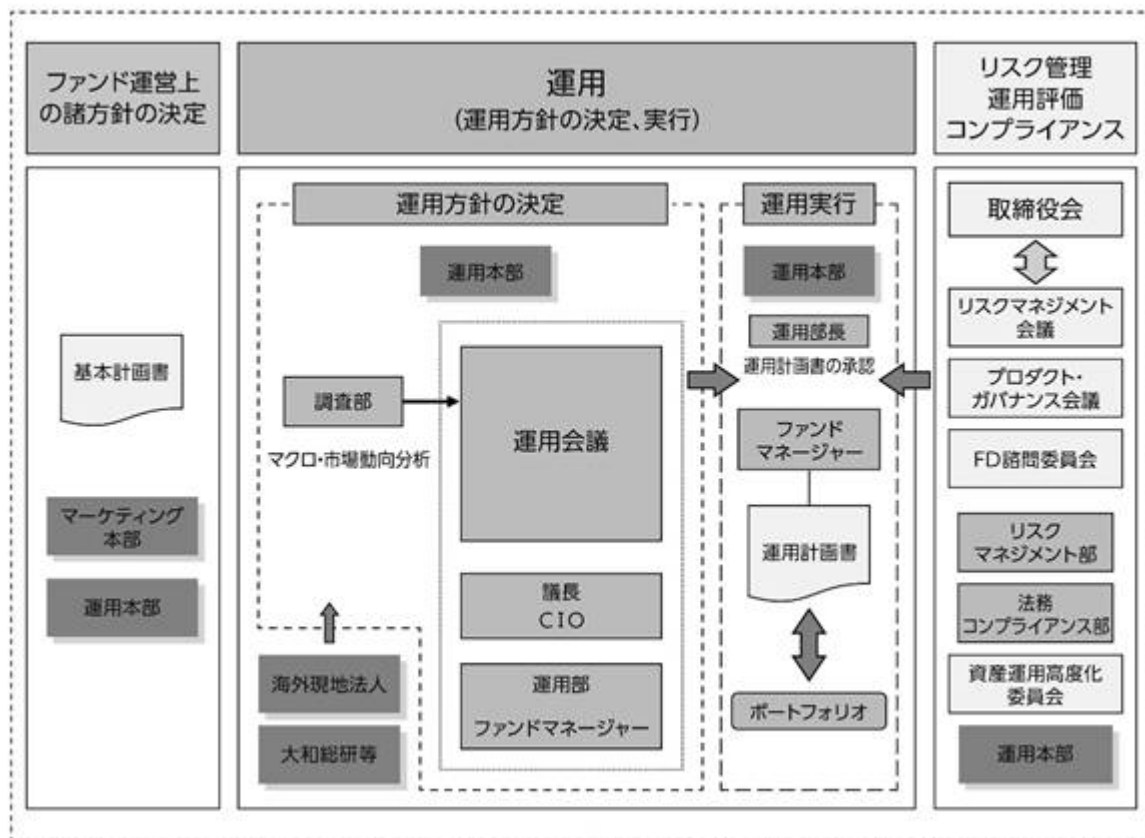 ファンド運営上
の諸方針の決定
基本計画書
マーケティング
本部
運用本部
運用
(運用方針の決定、実行)
運用方針の決定
運用本部
調査部
マクロ・市場動向分析
運用会議
議長
CIO
運用部
ファンドマネージャー
海外現地法人
大和総研等
運用実行
運用本部
運用部長
運用計画書の承認
ファンド
マネージャー
運用計画書
ポートフォリオ
リスク管理
運用評価
コンプライアンス
取締役会
リスクマネジメント
会議
プロダクト・
ガバナンス会議
FD諮問委員会
リスク
マネジメント部
法務
コンプライアンス部
資産運用高度化
委員会
運用本部